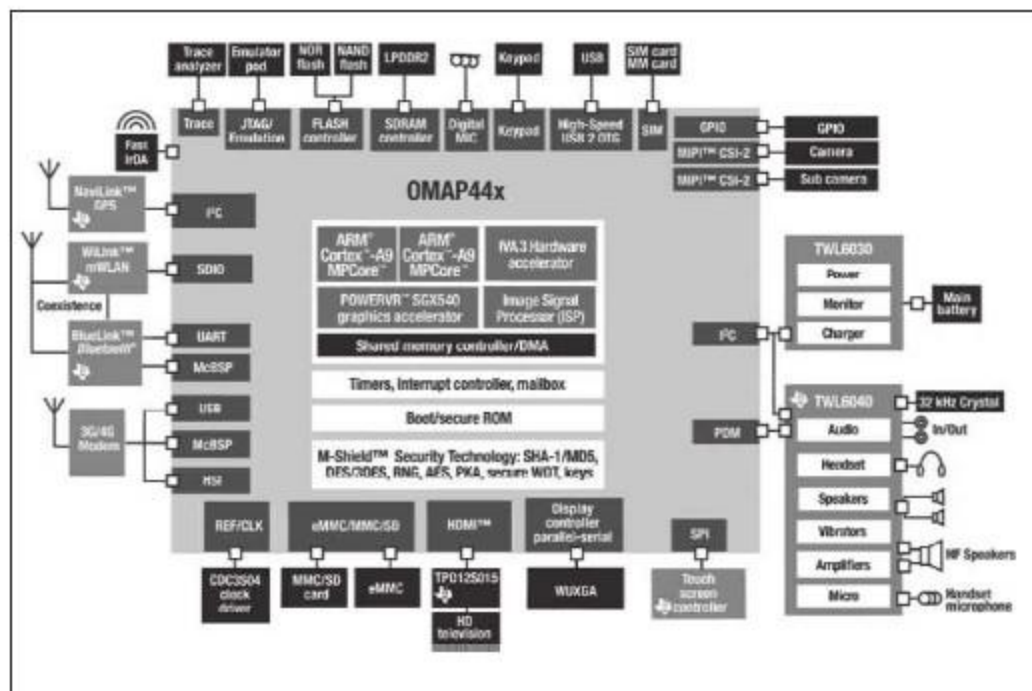 Trace
analyzer
Emulator
pod
NOR
flash
NAND
flash
LPDDR2
Keypad
USB
SIM card
MM card
Trace
JTAG/
Emulation
FLASH
controller
SDRAM
controller
Digital
MIC
Keypad
High-Speed
USB 2 OTG
SIM
GPIO
GPIO
MIPI™ CSI-2
Camera
MIPI™ CSI-2
Sub camera
Fast
IrDA
OMAP44x
NaviLink™
GPS
I²C
WiLink™
mWLAN
SDIO
Coexistence
BlueLink™
Bluetooth®
UART
McBSP
3G/4G
Modem
USB
McBSP
HSI
ARM®
Cortex™-A9
MPCore™
ARM®
Cortex™-A9
MPCore™
IVA 3 Hardware
accelerator
POWERVR™ SGX540
graphics accelerator
Image Signal
Processor (ISP)
Shared memory controller/DMA
Timers, Interrupt controller, mailbox
Boot/secure ROM
M-Shield™ Security Technology: SHA-1/MD5,
DES/3DES, RNG, AES, PKA, secure WDT, keys
I²C
PDM
TWL6030
Power
Monitor
Charger
Main
battery
TWL6040
32 kHz Crystal
Audio
In/Out
Headset
Speakers
Vibrators
HF Speakers
Amplifiers
Micro
Handset
microphone
REF/CLK
eMMC/MMC/SD
HDMI™
Display
controller
parallel-serial
SPI
CDC3S04
clock
driver
MMC/SD
card
eMMC
TPD12S015
HD
television
WUXGA
Touch
screen
controller